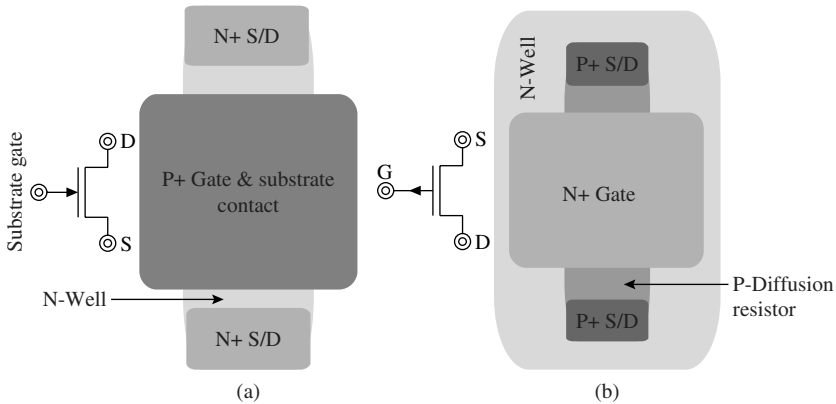 N+ S/D
Substrate gate
D
S
P+ Gate & substrate
contact
N-Well
N+ S/D
(a)
N-Well
P+ S/D
G
S
D
N+ Gate
P-Diffusion
resistor
P+ S/D
(b)